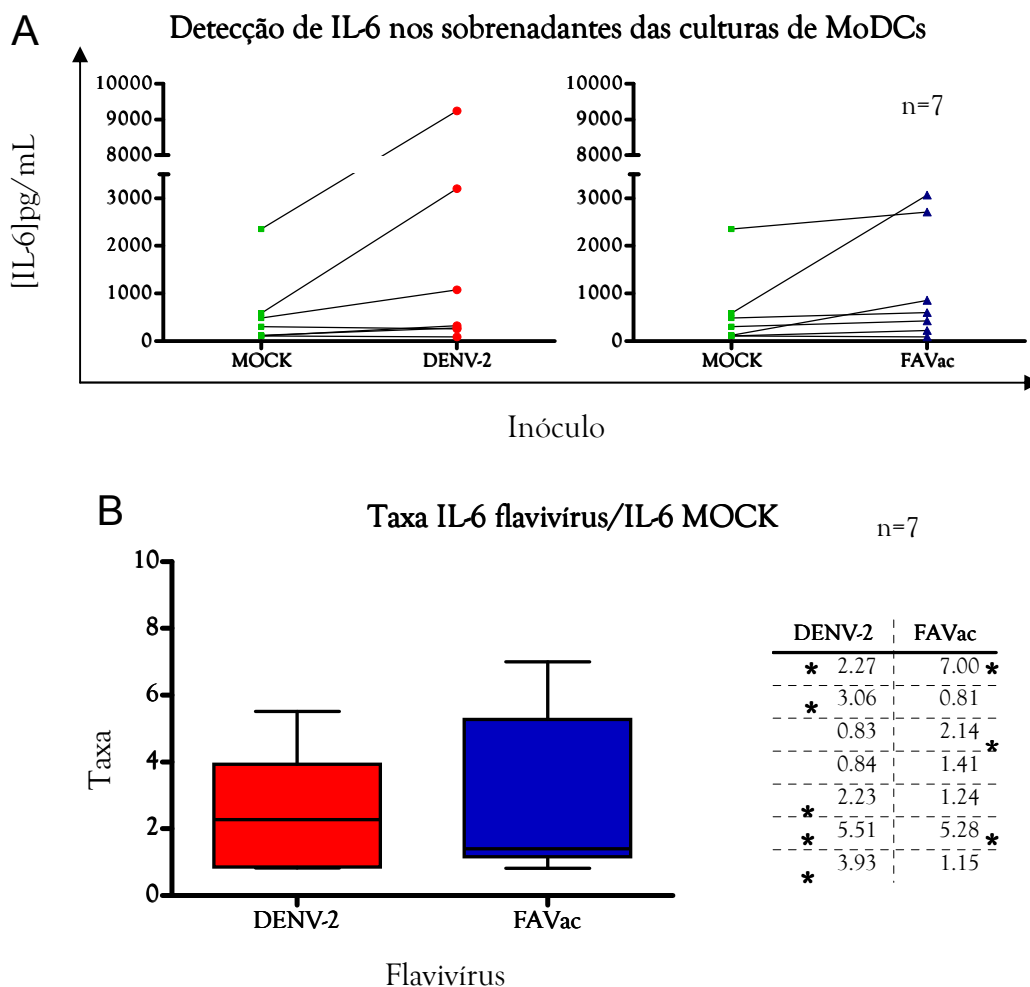 A
Detecção de IL-6 nos sobrenadantes das culturas de MoDCs
[IL-6]pg/mL
10000
9000
8000
3000
2000
1000
0
MOCK DENV-2
10000
9000
8000
3000
2000
1000
0
MOCK FAVac
n=7
Inóculo
B
Taxa IL-6 flavivírus/IL-6 MOCK
n=7
Taxa
10
8
6
4
2
0
DENV-2 FAVac
Flavivírus
DENV-2 FAVac
* 2.27 7.00 *
* 3.06 0.81
0.83 2.14 *
0.84 1.41
* 2.23 1.24
* 5.51 5.28 *
* 3.93 1.15